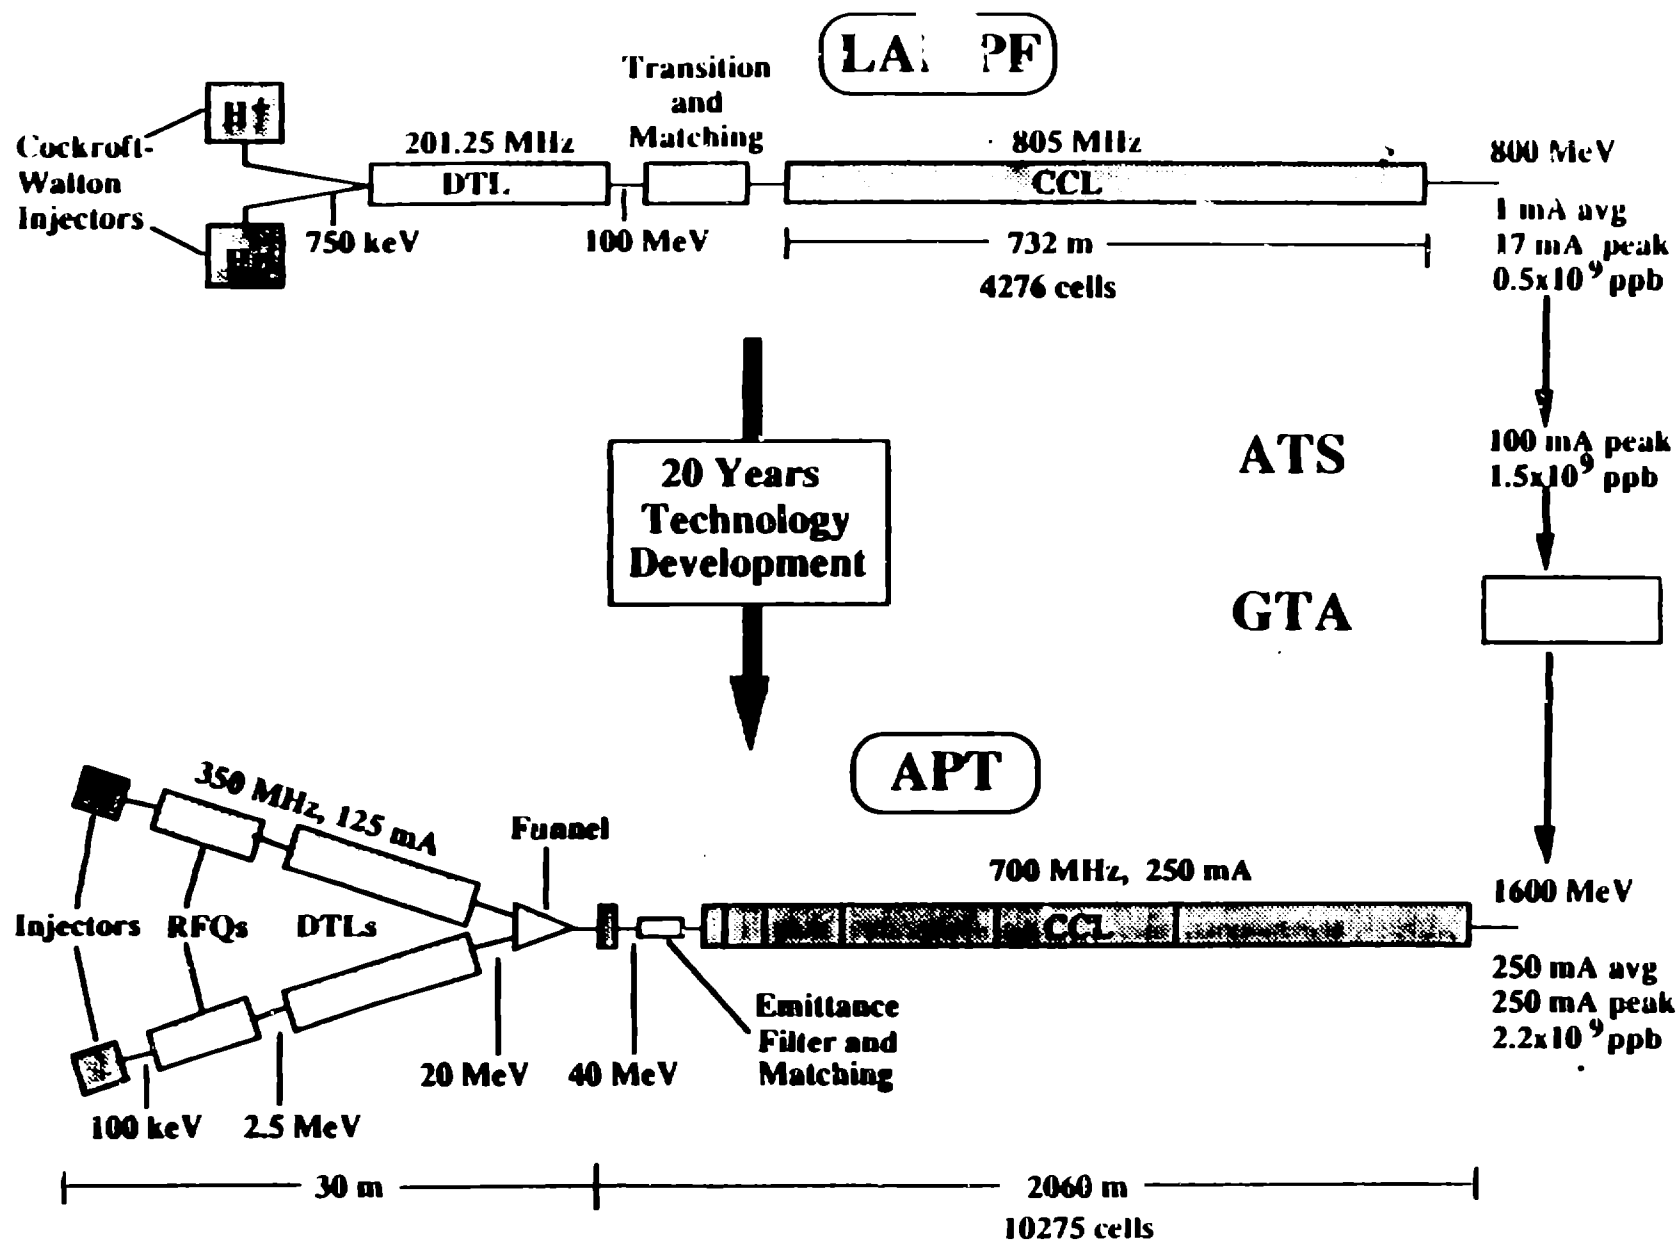 LA PF
Transition
and
Matching
Cockroft-
Walton
Injectors
201.25 MHz
DTL
805 MHz
CCL
750 keV
100 MeV
732 m
4276 cells
800 MeV
1 mA avg
17 mA peak
0.5x10⁹ ppb
ATS
100 mA peak
1.5x10⁹ ppb
20 Years
Technology
Development
GTA
APT
350 MHz, 125 mA
Funnel
700 MHz, 250 mA
1600 MeV
Injectors
RFQs
DTLs
CCL
250 mA avg
250 mA peak
2.2x10⁹ ppb
Emittance
Filter and
Matching
20 MeV
40 MeV
100 keV
2.5 MeV
30 m
2060 m
10275 cells